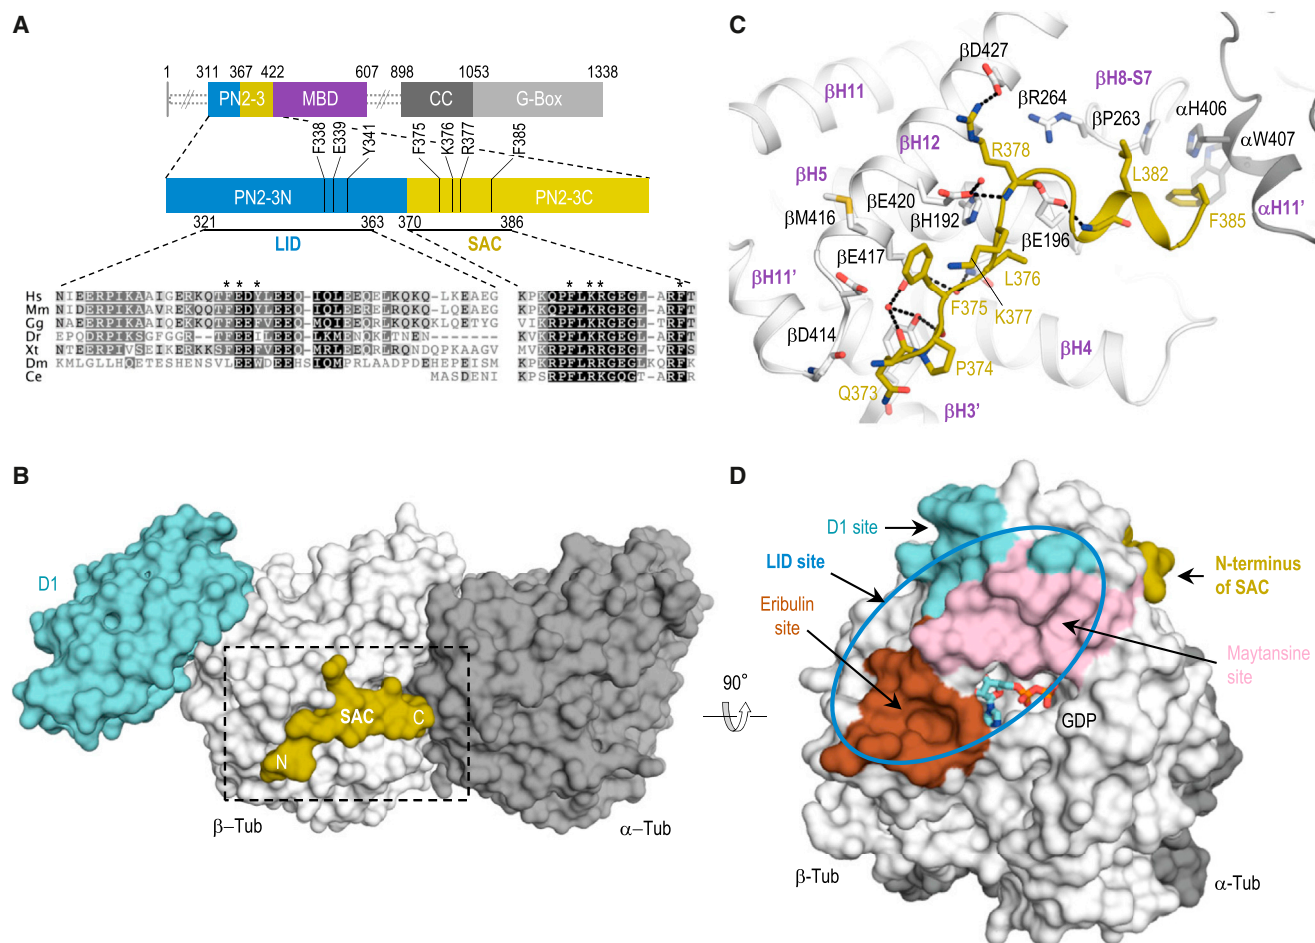 A
1 311 367 422 607 898 1053 1338
PN2-3 MBD CC G-Box
F338 E339 Y341 F375 K376 R377 F385
PN2-3N PN2-3C
321 363 370 386
LID SAC
* * * * * * *
Hs
Mm
Gg
Dr
Xt
Dm
Ce
B
D1
SAC
N
C
β–Tub
α–Tub
90°
C
βD427
βH11
βR264
βH8-S7
βP263
αH406
αW407
βH12
R378
L382
βH5
βE420
βM416
βH192
βE196
F385
αH11'
βE417
L376
βH11'
F375
K377
βD414
βH4
P374
Q373
βH3'
D
D1 site
LID site
N-terminus
of SAC
Eribulin
site
Maytansine
site
GDP
β-Tub
α-Tub